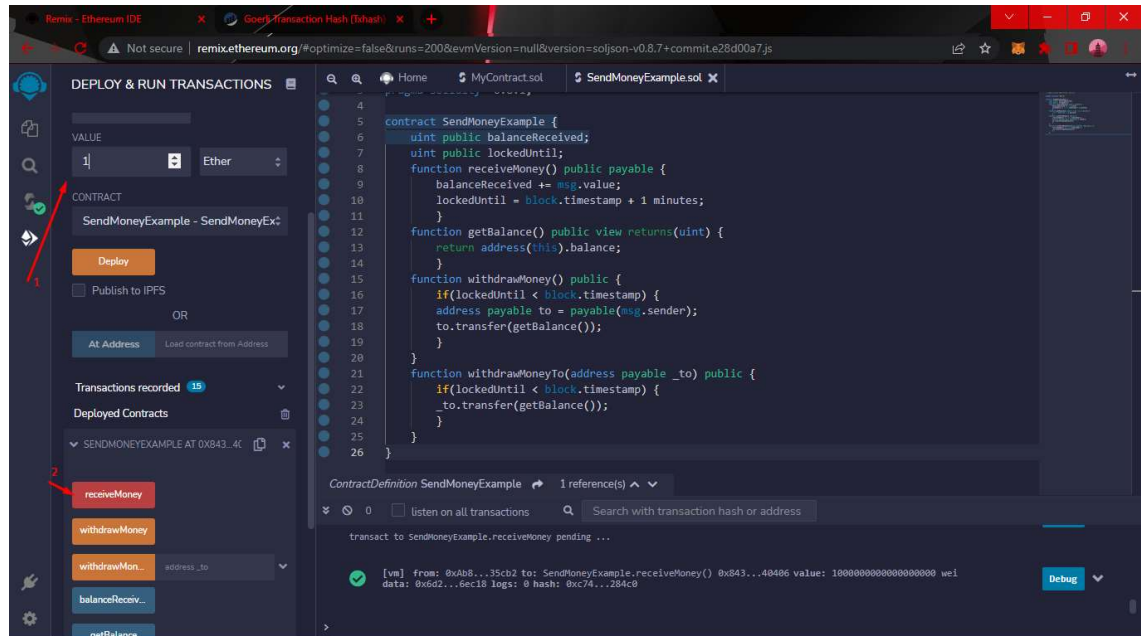 Remix - Ethereum IDE
Goerli Transaction Hash (Txhash)
Not secure | remix.ethereum.org/#optimize=false&runs=200&evmVersion=null&version=soljson-v0.8.7+commit.e28d00a7.js
DEPLOY & RUN TRANSACTIONS
VALUE
1
Ether
1
CONTRACT
SendMoneyExample - SendMoneyEx
Deploy
Publish to IPFS
OR
At Address
Load contract from Address
Transactions recorded 15
Deployed Contracts
SENDMONEYEXAMPLE AT 0X843...4(
2
receiveMoney
withdrawMoney
withdrawMon...
address _to
balanceReceiv...
getBalance
Home
MyContract.sol
SendMoneyExample.sol
4
5 contract SendMoneyExample {
6 uint public balanceReceived;
7 uint public lockedUntil;
8 function receiveMoney() public payable {
9 balanceReceived += msg.value;
10 lockedUntil = block.timestamp + 1 minutes;
11 }
12 function getBalance() public view returns(uint) {
13 return address(this).balance;
14 }
15 function withdrawMoney() public {
16 if(lockedUntil < block.timestamp) {
17 address payable to = payable(msg.sender);
18 to.transfer(getBalance());
19 }
20 }
21 function withdrawMoneyTo(address payable _to) public {
22 if(lockedUntil < block.timestamp) {
23 _to.transfer(getBalance());
24 }
25 }
26 }
ContractDefinition SendMoneyExample 1 reference(s)
0 listen on all transactions
Search with transaction hash or address
transact to SendMoneyExample.receiveMoney pending ...
[vm] from: 0xAb8...35cb2 to: SendMoneyExample.receiveMoney() 0x843...40406 value: 1000000000000000000 wei
data: 0x6d2...6ec18 logs: 0 hash: 0xc74...284c0
Debug
>